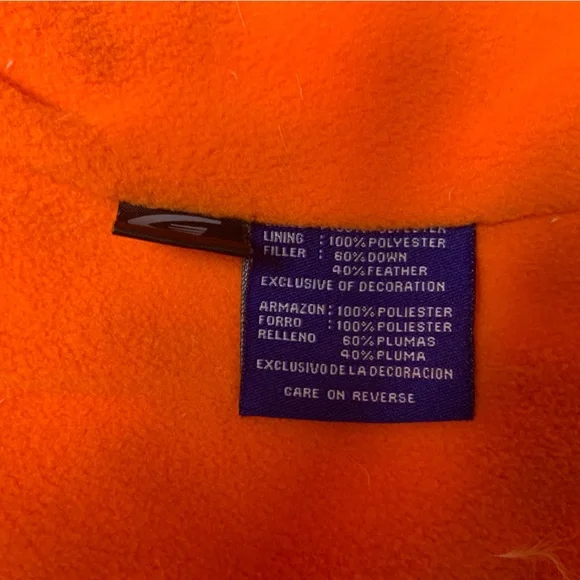 LINING : 100% POLYESTER
FILLER : 60% DOWN
40% FEATHER
EXCLUSIVE OF DECORATION
ARMAZON : 100% POLIESTER
FORRO : 100% POLIESTER
RELLENO 60% PLUMAS
40% PLUMA
EXCLUSIVO DE LA DECORACION
CARE ON REVERSE